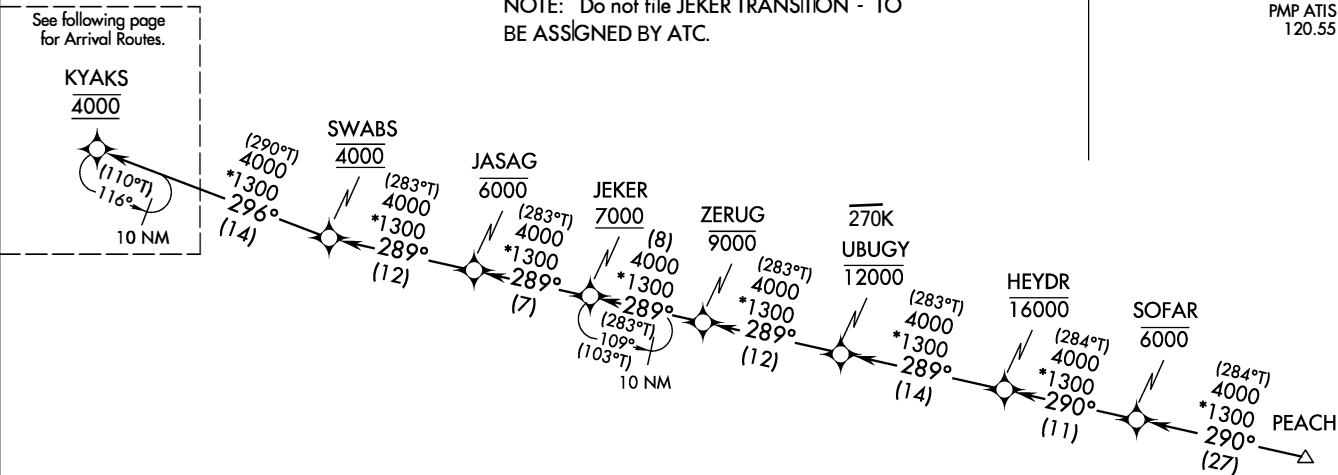 NOTE: Do not file JEKER TRANSITION - TO
BE ASSIGNED BY ATC.
PMP ATIS
120.55
See following page
for Arrival Routes.
KYAKS
4000
(110°T)
116°
10 NM
(290°T)
4000
*1300
296°
(14)
SWABS
4000
(283°T)
4000
*1300
289°
(12)
JASAG
6000
(283°T)
4000
*1300
289°
(7)
JEKER
7000
(8)
4000
*1300
289°
(283°T)
109°
(103°T)
10 NM
ZERUG
9000
(283°T)
4000
*1300
289°
(12)
270K
UBUGY
12000
(283°T)
4000
*1300
289°
(14)
HEYDR
16000
(284°T)
4000
*1300
290°
(11)
SOFAR
6000
(284°T)
4000
*1300
290°
(27)
PEACH